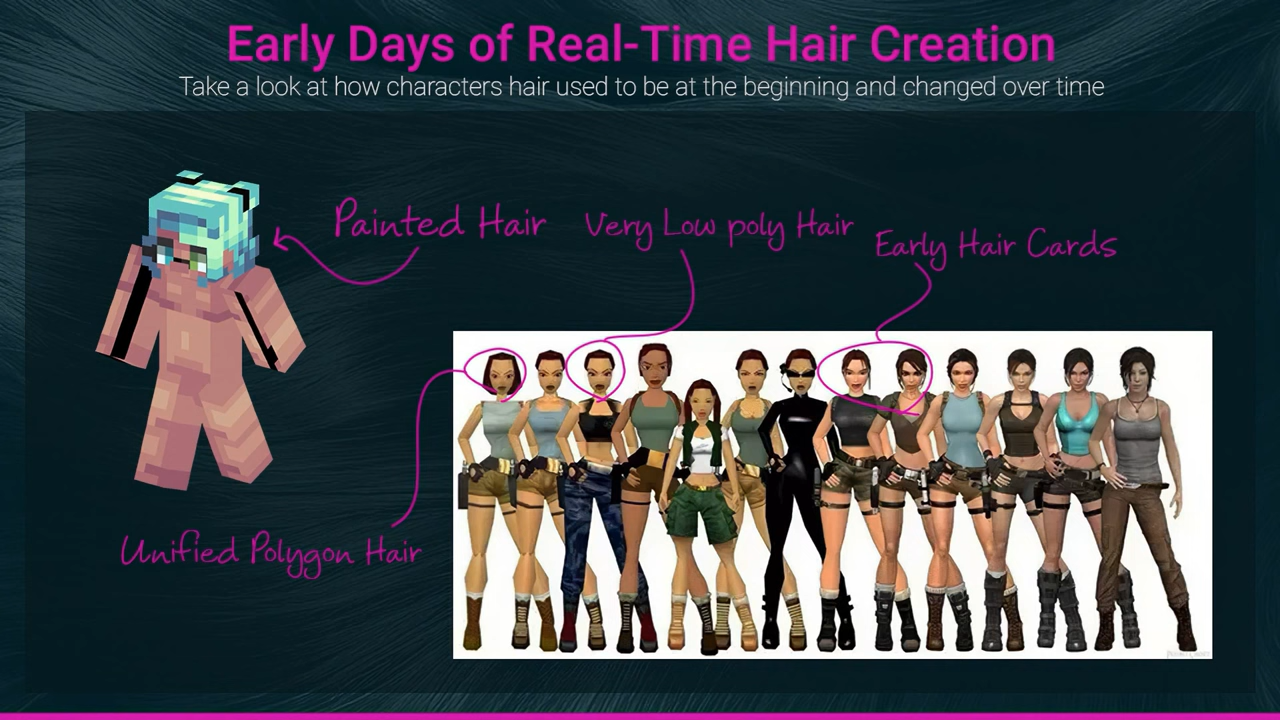 Early Days of Real-Time Hair Creation
Take a look at how characters hair used to be at the beginning and changed over time
Painted Hair
Very Low poly Hair
Early Hair Cards
Unified Polygon Hair